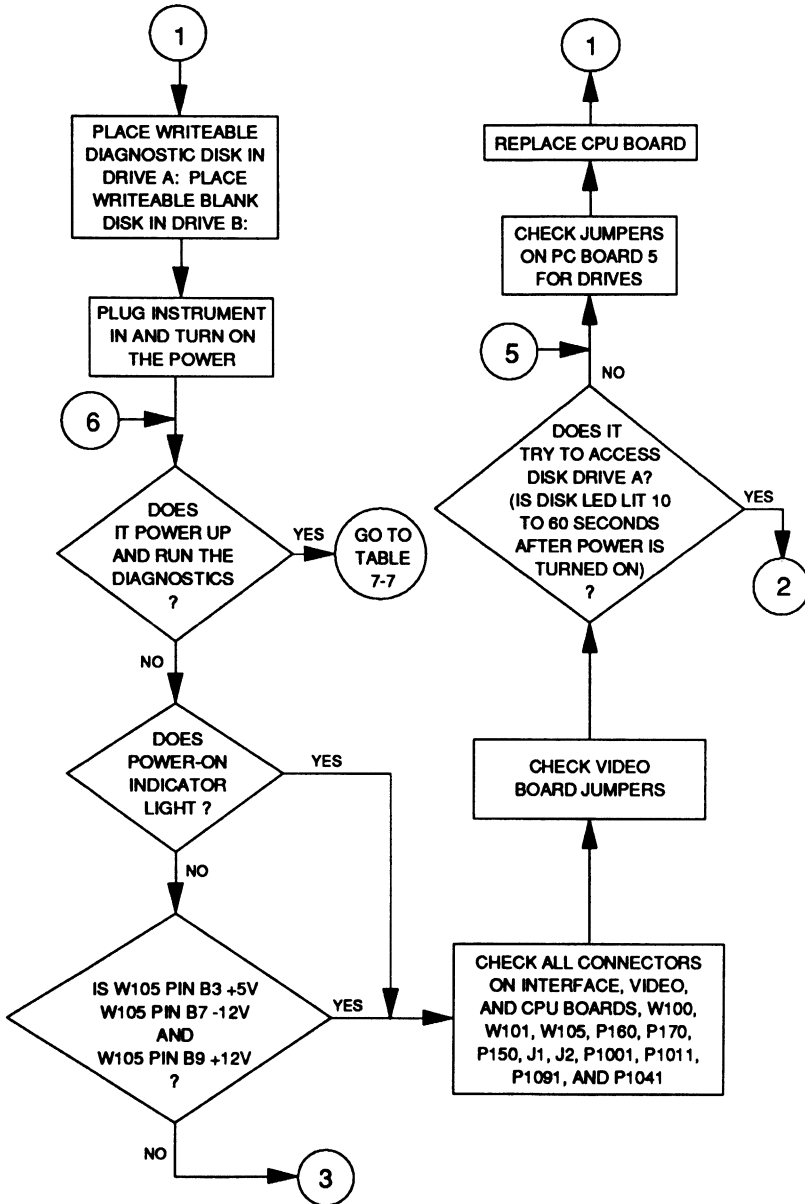 1
PLACE WRITEABLE
DIAGNOSTIC DISK IN
DRIVE A: PLACE
WRITEABLE BLANK
DISK IN DRIVE B:
PLUG INSTRUMENT
IN AND TURN ON
THE POWER
6
DOES
IT POWER UP
AND RUN THE
DIAGNOSTICS
?
YES
GO TO
TABLE
7-7
NO
DOES
POWER-ON
INDICATOR
LIGHT ?
YES
NO
IS W105 PIN B3 +5V
W105 PIN B7 -12V
AND
W105 PIN B9 +12V
?
YES
NO
3
1
REPLACE CPU BOARD
CHECK JUMPERS
ON PC BOARD 5
FOR DRIVES
5
NO
DOES IT
TRY TO ACCESS
DISK DRIVE A?
(IS DISK LED LIT 10
TO 60 SECONDS
AFTER POWER IS
TURNED ON)
?
YES
2
CHECK VIDEO
BOARD JUMPERS
CHECK ALL CONNECTORS
ON INTERFACE, VIDEO,
AND CPU BOARDS, W100,
W101, W105, P160, P170,
P150, J1, J2, P1001, P1011,
P1091, AND P1041